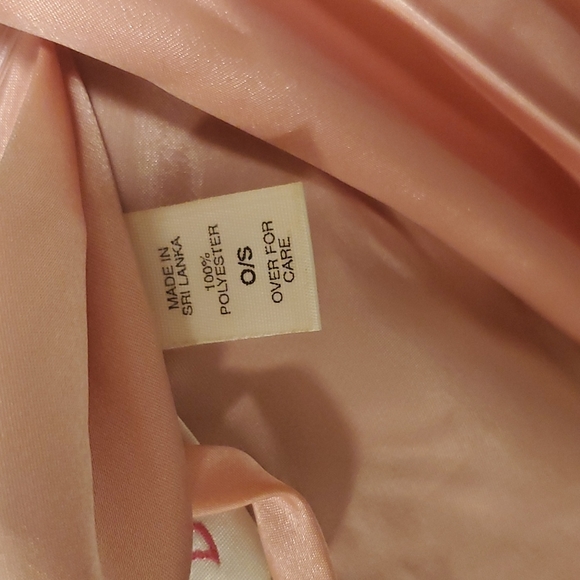 MADE IN
SRI LANKA
100%
POLYESTER
O/S
OVER FOR
CARE